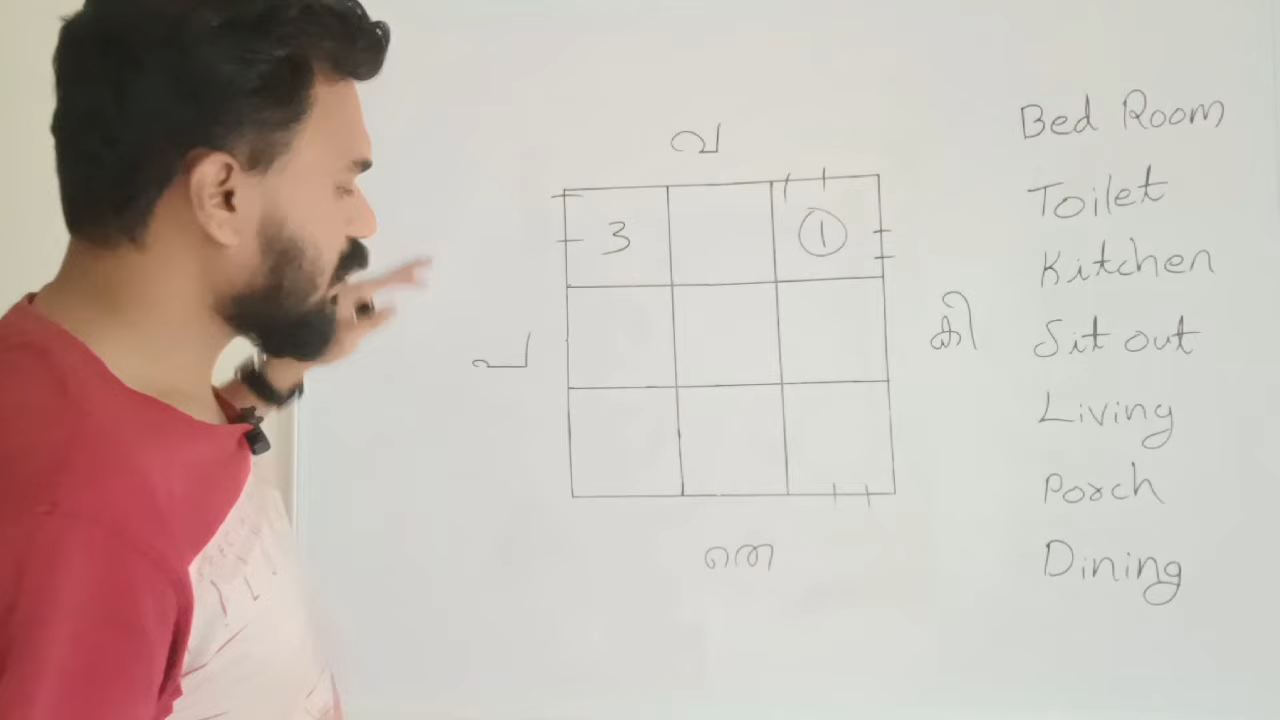 വ
3
1
പ
കി
തെ
Bed Room
Toilet
Kitchen
Sit out
Living
Porch
Dining